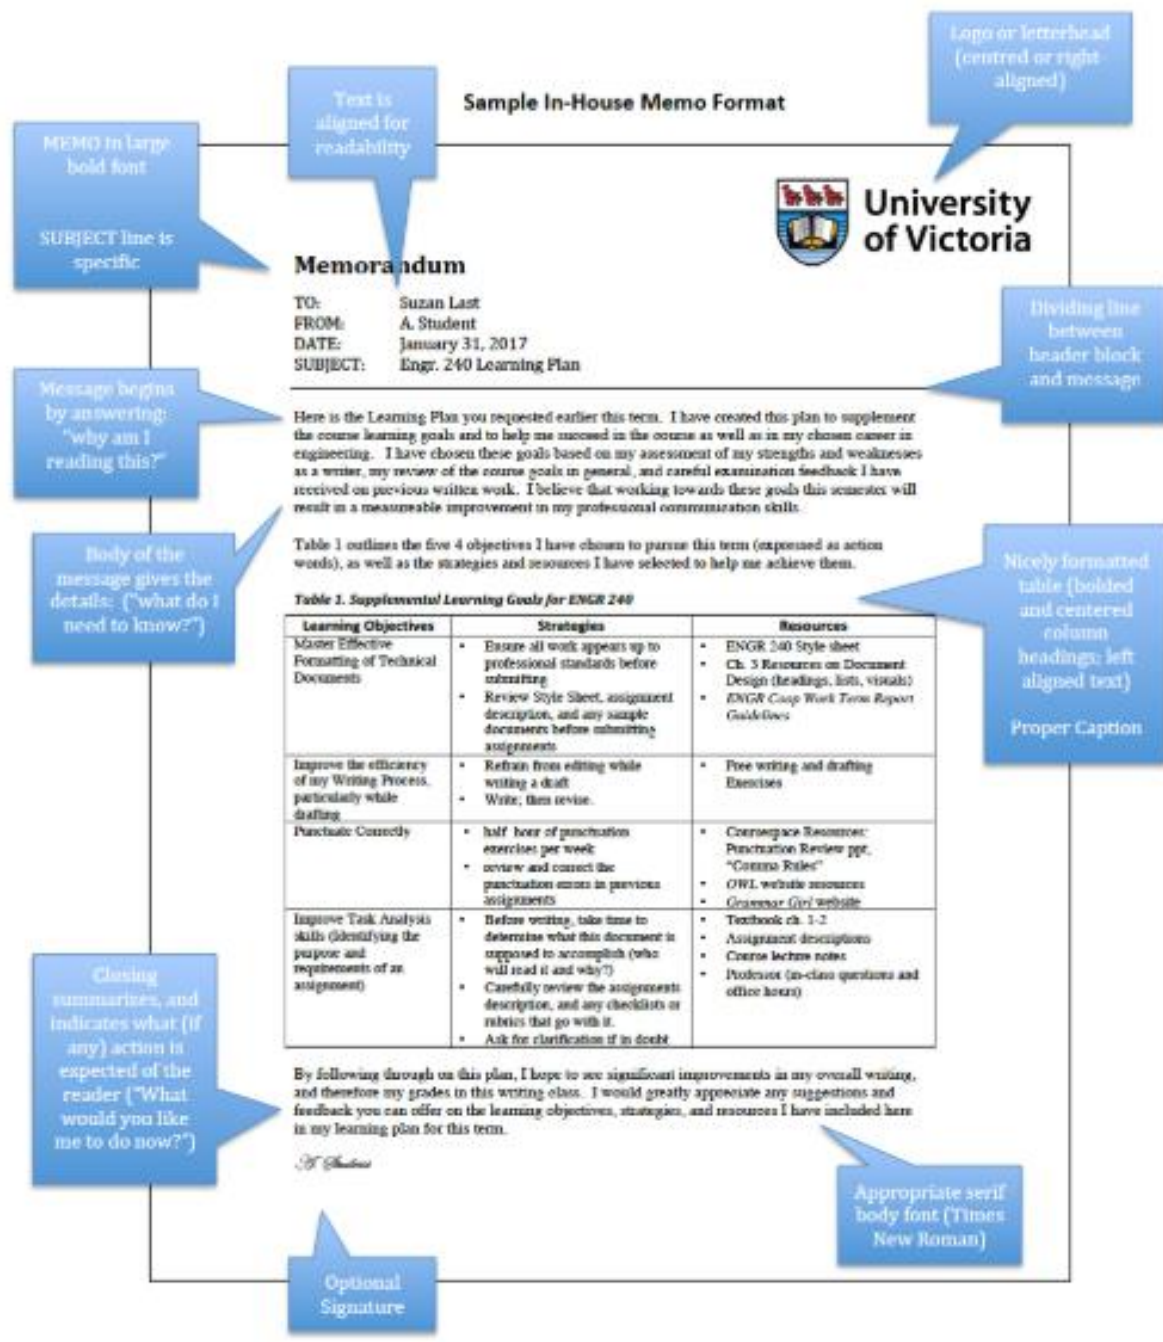 Logo or letterhead
(centred or right-
aligned)
Sample In-House Memo Format
Text is
aligned for
readability
MEMO in large
bold font
SUBJECT line is
specific
University
of Victoria
Memorandum
TO: Suzan Last
FROM: A. Student
DATE: January 31, 2017
SUBJECT: Engr. 240 Learning Plan
Dividing line
between
header block
and message
Message begins
by answering:
"why am I
reading this?"
Here is the Learning Plan you requested earlier this term. I have created this plan to supplement
the course learning goals and to help me succeed in the course as well as in my chosen career in
engineering. I have chosen these goals based on my assessment of my strengths and weaknesses
as a writer, my review of the course goals in general, and careful examination feedback I have
received on previous written work. I believe that working towards these goals this semester will
result in a measureable improvement in my professional communication skills.
Body of the
message gives the
details: ("what do I
need to know?")
Table 1 outlines the five 4 objectives I have chosen to pursue this term (expressed as action
words), as well as the strategies and resources I have selected to help me achieve them.
Nicely formatted
table (bolded
and centered
column
headings; left
aligned text)
Proper Caption
Table 1. Supplemental Learning Goals for ENGR 240
Learning Objectives Strategies Resources
Master Effective
Formatting of Technical
Documents
• Ensure all work appears up to
professional standards before
submitting
• Review Style Sheet, assignment
description, and any sample
documents before submitting
assignments
• ENGR 240 Style sheet
• Ch. 3 Resources on Document
Design (headings, lists, visuals)
• ENGR Coop Work Term Report
Guidelines
Improve the efficiency
of my Writing Process,
particularly while
drafting
• Refrain from editing while
writing a draft
• Write; then revise.
• Free writing and drafting
Exercises
Punctuate Correctly
• half hour of punctuation
exercises per week
• review and correct the
punctuation errors in previous
assignments
• Courspace Resources:
Punctuation Review ppt,
"Comma Rules"
• OWL website resources
• Grammar Girl website
Improve Task Analysis
skills (Identifying the
purpose and
requirements of an
assignment)
• Before writing, take time to
determine what this document is
supposed to accomplish (who
will read it and why?)
• Carefully review the assignments
description, and any checklists or
rubrics that go with it.
• Ask for clarification if in doubt
• Textbook ch. 1-2
• Assignment descriptions
• Course lecture notes
• Professor (in-class questions and
office hours)
Closing
summarizes, and
indicates what (if
any) action is
expected of the
reader ("What
would you like
me to do now?")
By following through on this plan, I hope to see significant improvements in my overall writing,
and therefore my grades in this writing class. I would greatly appreciate any suggestions and
feedback you can offer on the learning objectives, strategies, and resources I have included here
in my learning plan for this term.
A Student
Appropriate serif
body font (Times
New Roman)
Optional
Signature